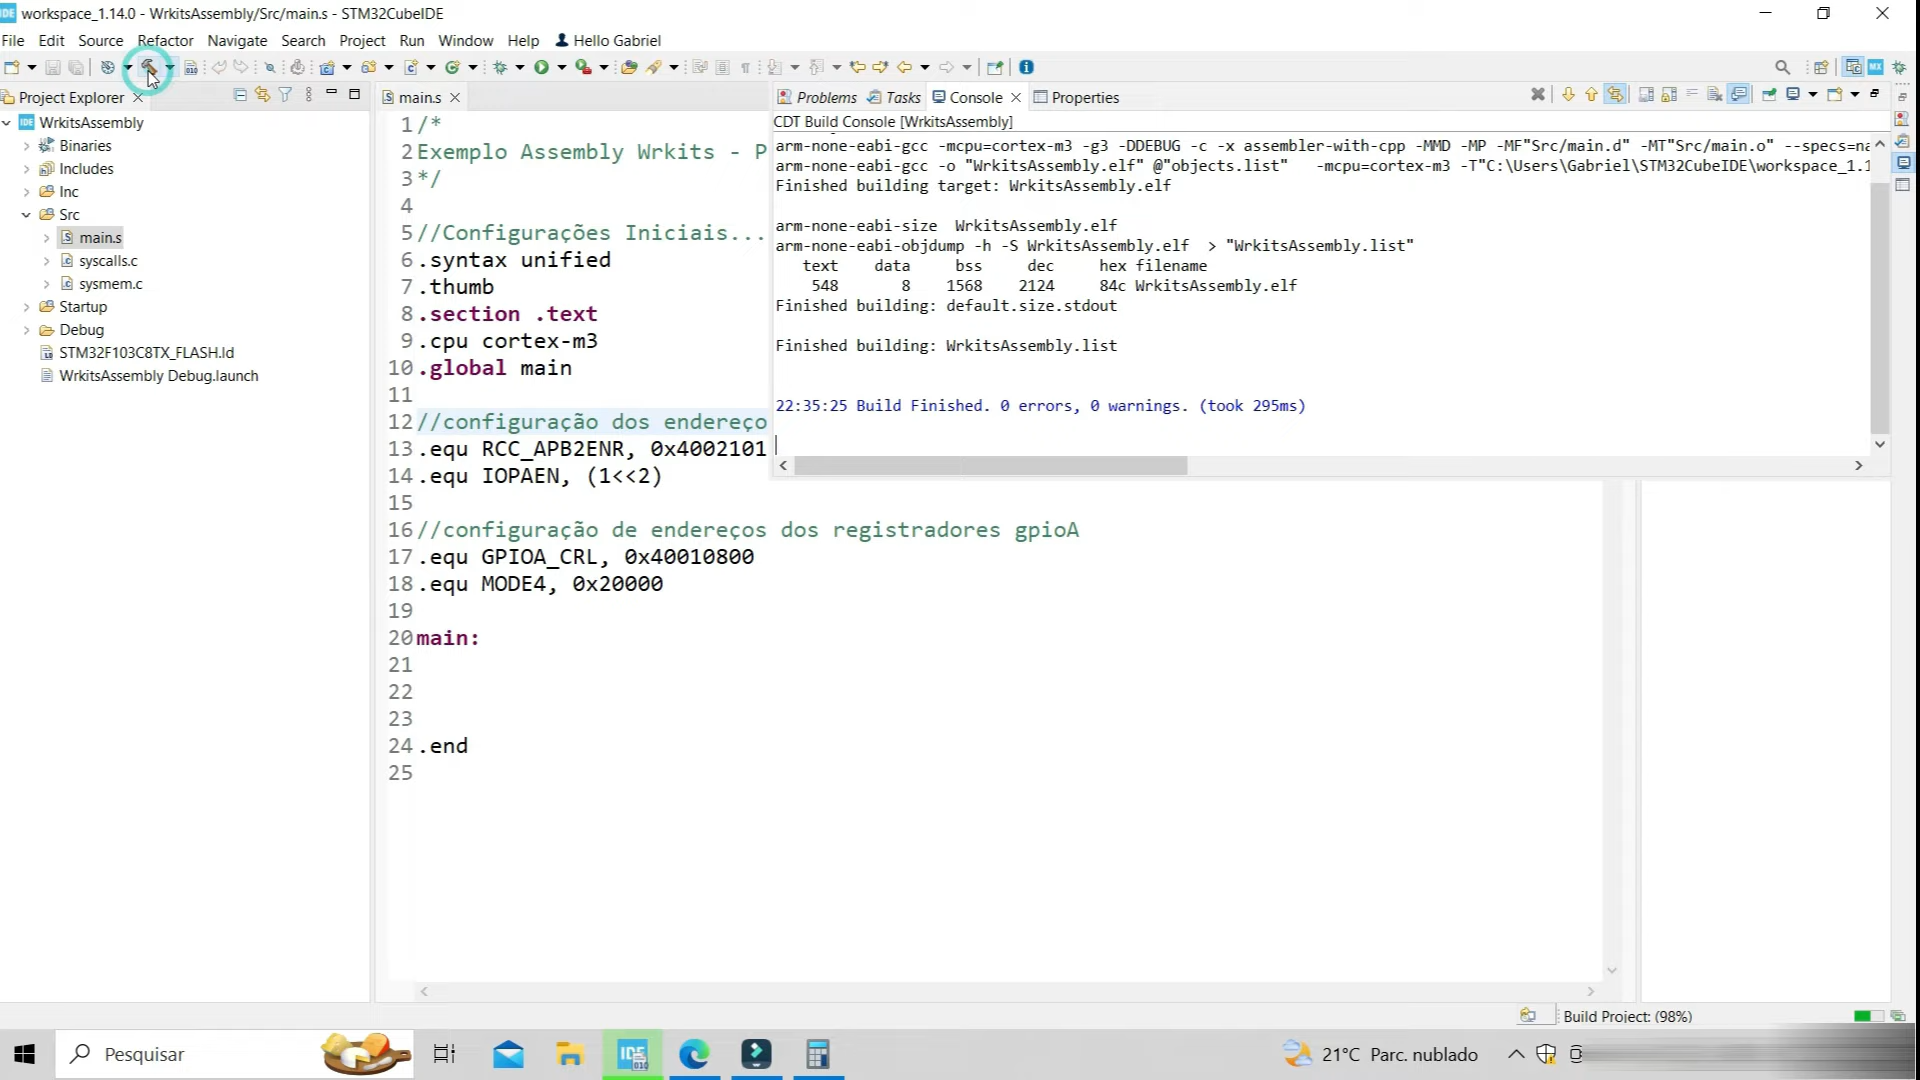 IDE workspace_1.14.0 - WrkitsAssembly/Src/main.s - STM32CubeIDE
File Edit Source Refactor Navigate Search Project Run Window Help Hello Gabriel
Project Explorer
WrkitsAssembly
Binaries
Includes
Inc
Src
main.s
syscalls.c
sysmem.c
Startup
Debug
STM32F103C8TX_FLASH.ld
WrkitsAssembly Debug.launch
main.s
1 /*
2 Exemplo Assembly Wrkits - P
3 */
4
5 //Configurações Iniciais...
6 .syntax unified
7 .thumb
8 .section .text
9 .cpu cortex-m3
10 .global main
11
12 //configuração dos endereço
13 .equ RCC_APB2ENR, 0x4002101
14 .equ IOPAEN, (1<<2)
15
16 //configuração de endereços dos registradores gpioA
17 .equ GPIOA_CRL, 0x40010800
18 .equ MODE4, 0x20000
19
20 main:
21
22
23
24 .end
25
Problems Tasks Console Properties
CDT Build Console [WrkitsAssembly]
arm-none-eabi-gcc -mcpu=cortex-m3 -g3 -DDEBUG -c -x assembler-with-cpp -MMD -MP -MF"Src/main.d" -MT"Src/main.o" --specs=na
arm-none-eabi-gcc -o "WrkitsAssembly.elf" @"objects.list" -mcpu=cortex-m3 -T"C:\Users\Gabriel\STM32CubeIDE\workspace_1.1
Finished building target: WrkitsAssembly.elf
arm-none-eabi-size WrkitsAssembly.elf
arm-none-eabi-objdump -h -S WrkitsAssembly.elf > "WrkitsAssembly.list"
text data bss dec hex filename
548 8 1568 2124 84c WrkitsAssembly.elf
Finished building: default.size.stdout
Finished building: WrkitsAssembly.list
22:35:25 Build Finished. 0 errors, 0 warnings. (took 295ms)
Build Project: (98%)
Pesquisar
IDE
21°C Parc. nublado